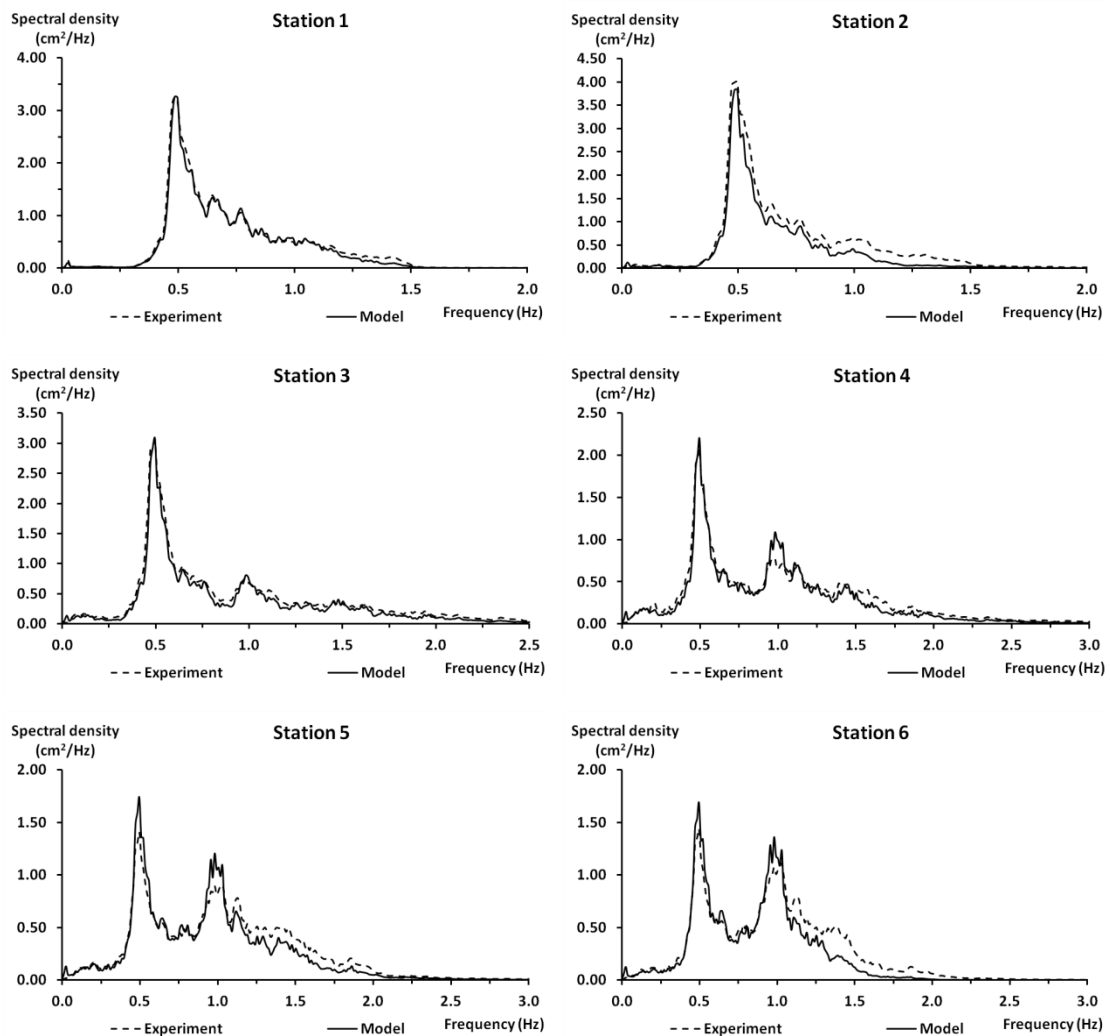 Spectral density
(cm²/Hz)
Station 1
4.00
3.00
2.00
1.00
0.00
0.0
0.5
1.0
1.5
2.0
Experiment
Model
Frequency (Hz)
Spectral density
(cm²/Hz)
Station 2
4.50
4.00
3.50
3.00
2.50
2.00
1.50
1.00
0.50
0.00
0.0
0.5
1.0
1.5
2.0
Experiment
Model
Frequency (Hz)
Spectral density
(cm²/Hz)
Station 3
3.50
3.00
2.50
2.00
1.50
1.00
0.50
0.00
0.0
0.5
1.0
1.5
2.0
2.5
Experiment
Model
Frequency (Hz)
Spectral density
(cm²/Hz)
Station 4
2.50
2.00
1.50
1.00
0.50
0.00
0.0
0.5
1.0
1.5
2.0
2.5
3.0
Experiment
Model
Frequency (Hz)
Spectral density
(cm²/Hz)
Station 5
2.00
1.50
1.00
0.50
0.00
0.0
0.5
1.0
1.5
2.0
2.5
3.0
Experiment
Model
Frequency (Hz)
Spectral density
(cm²/Hz)
Station 6
2.00
1.50
1.00
0.50
0.00
0.0
0.5
1.0
1.5
2.0
2.5
3.0
Experiment
Model
Frequency (Hz)